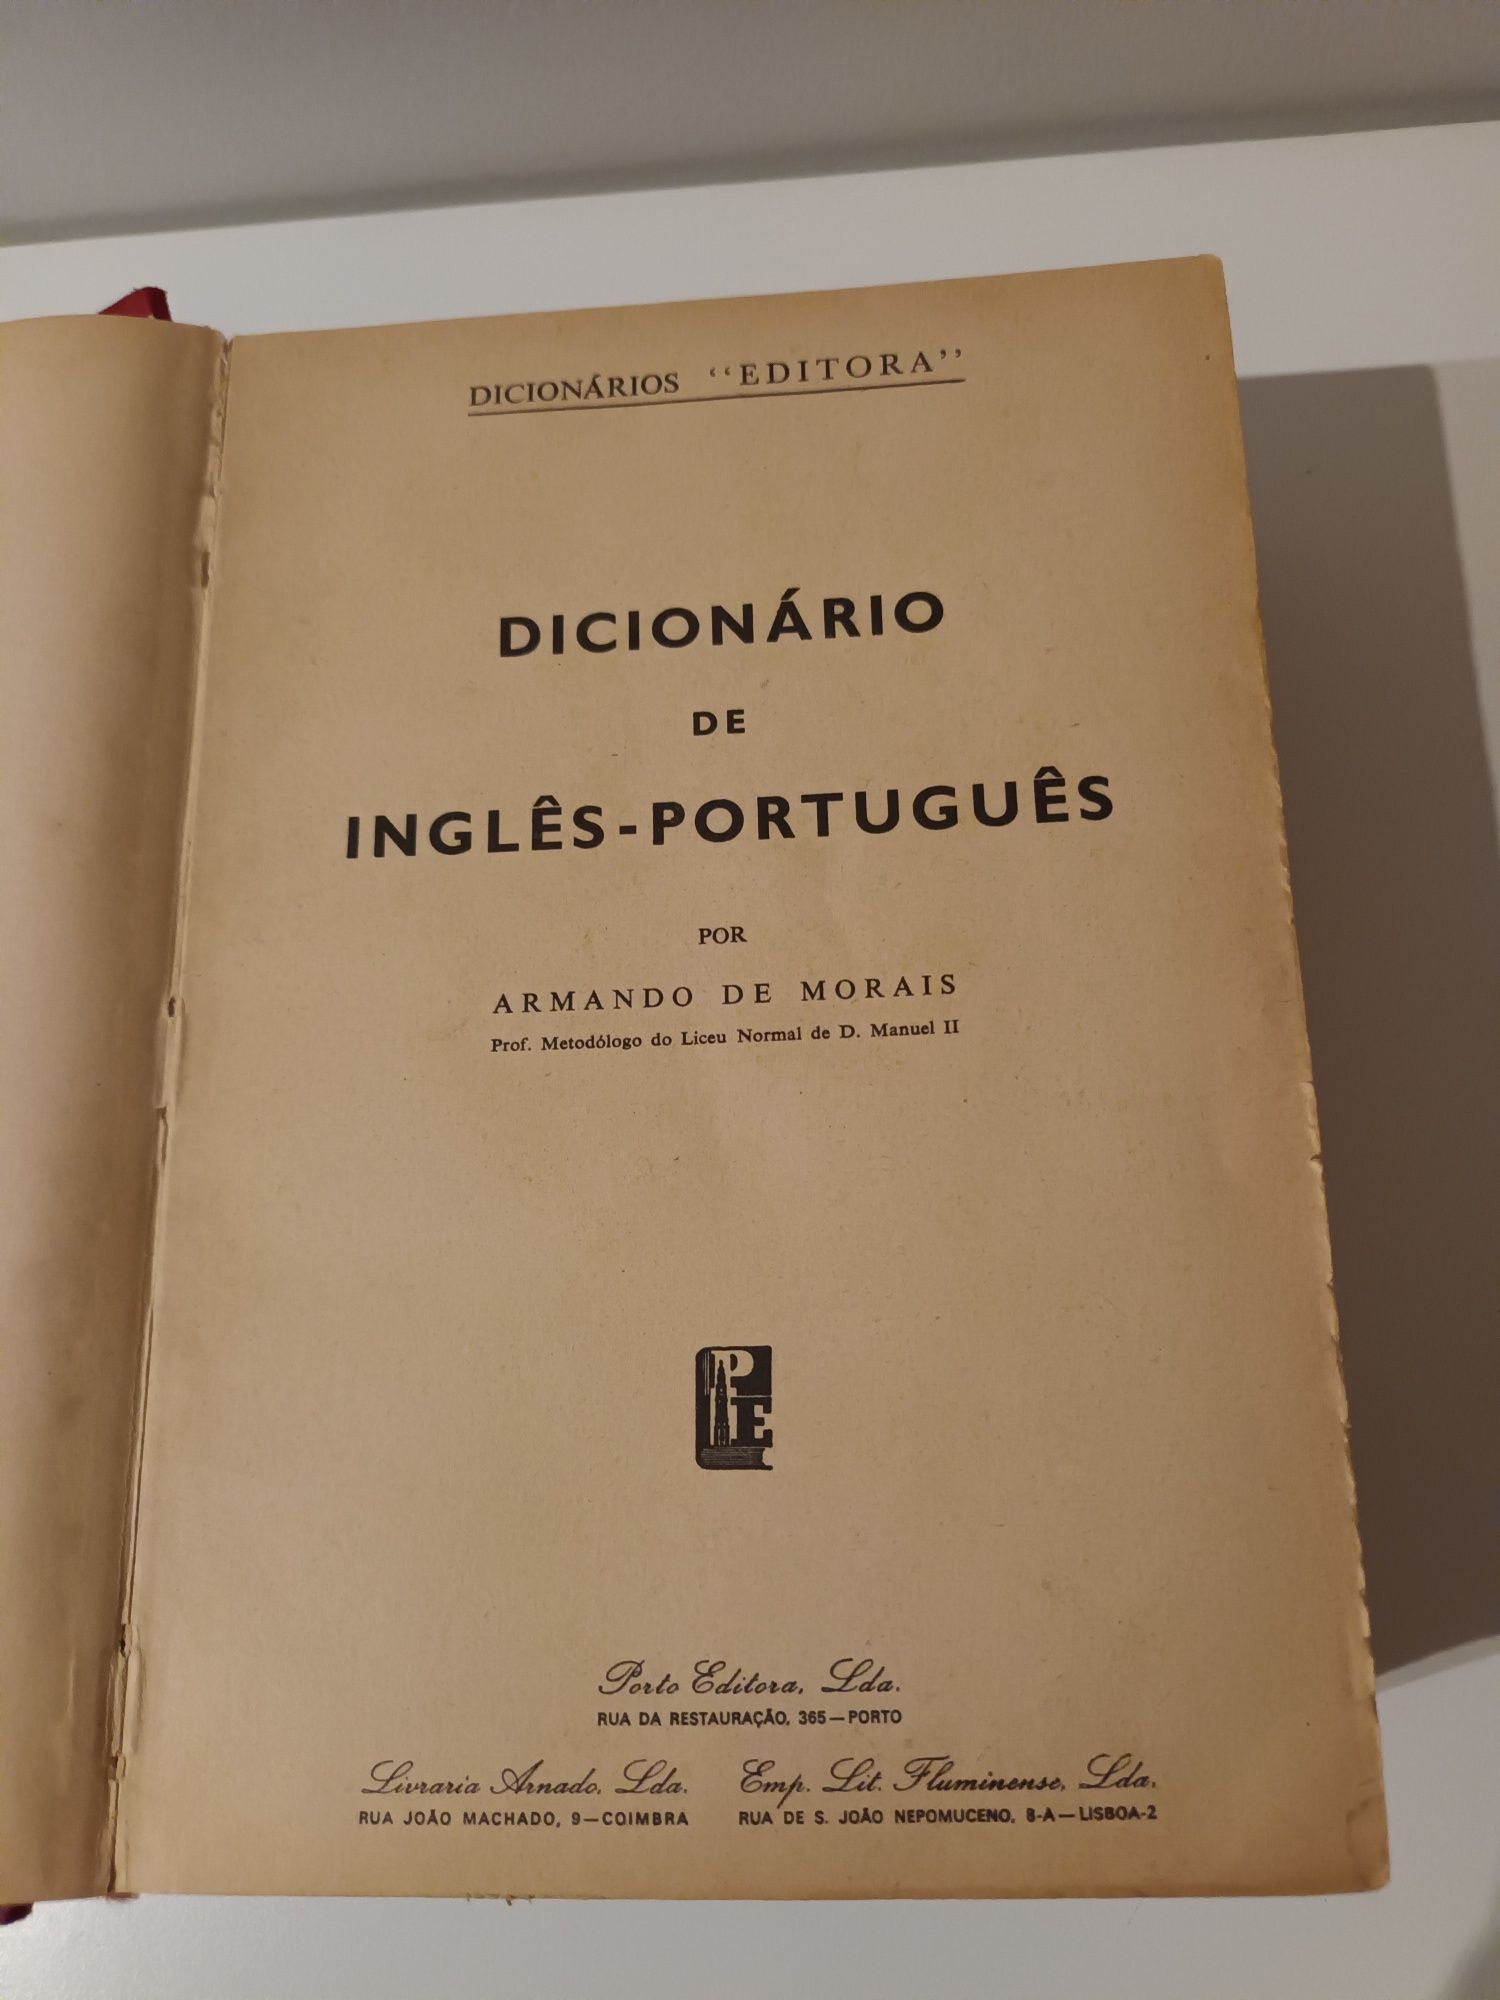 DICIONÁRIOS “EDITORA”
DICIONÁRIO
DE
INGLÊS-PORTUGUÊS
POR
ARMANDO DE MORAIS
Prof. Metodólogo do Liceu Normal de D. Manuel II
PE
Porto Editora, Lda.
RUA DA RESTAURAÇÃO, 365—PORTO
Livraria Arnado, Lda.
RUA JOÃO MACHADO, 9—COIMBRA
Emp. Lit. Fluminense, Lda.
RUA DE S. JOÃO NEPOMUCENO, 8-A—LISBOA-2